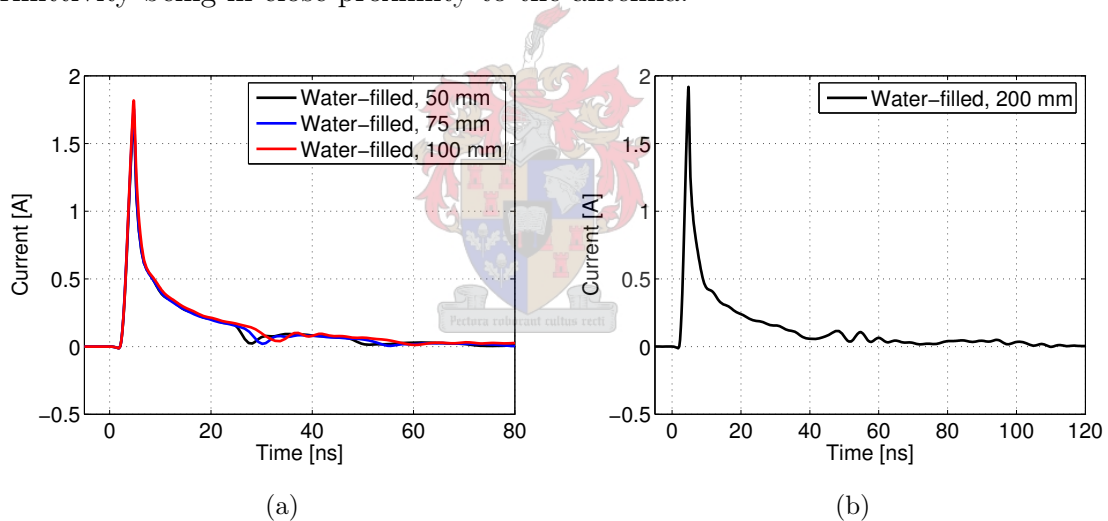 rmittivity being in close proximity to the antenna.
2
1.5
1
0.5
0
−0.5
Current [A]
Water−filled, 50 mm
Water−filled, 75 mm
Water−filled, 100 mm
0
20
40
60
80
Time [ns]
(a)
2
1.5
1
0.5
0
−0.5
Current [A]
Water−filled, 200 mm
0
20
40
60
80
100
120
Time [ns]
(b)
Pectora roborant cultus recti